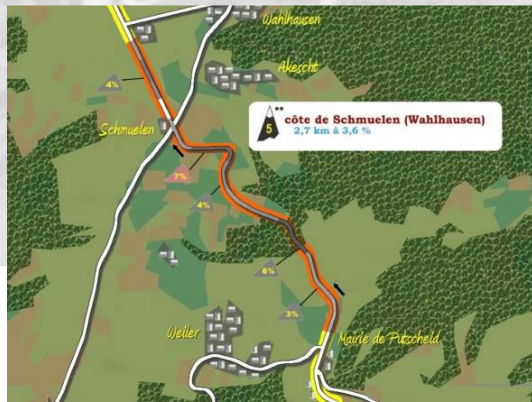 Wahlhausen
Akescht
4%
5
**
côte de Schmuelen (Wahlhausen)
2,7 km à 3,6 %
Schmuelen
7%
4%
6%
3%
Weiler
Mairie de Putscheid